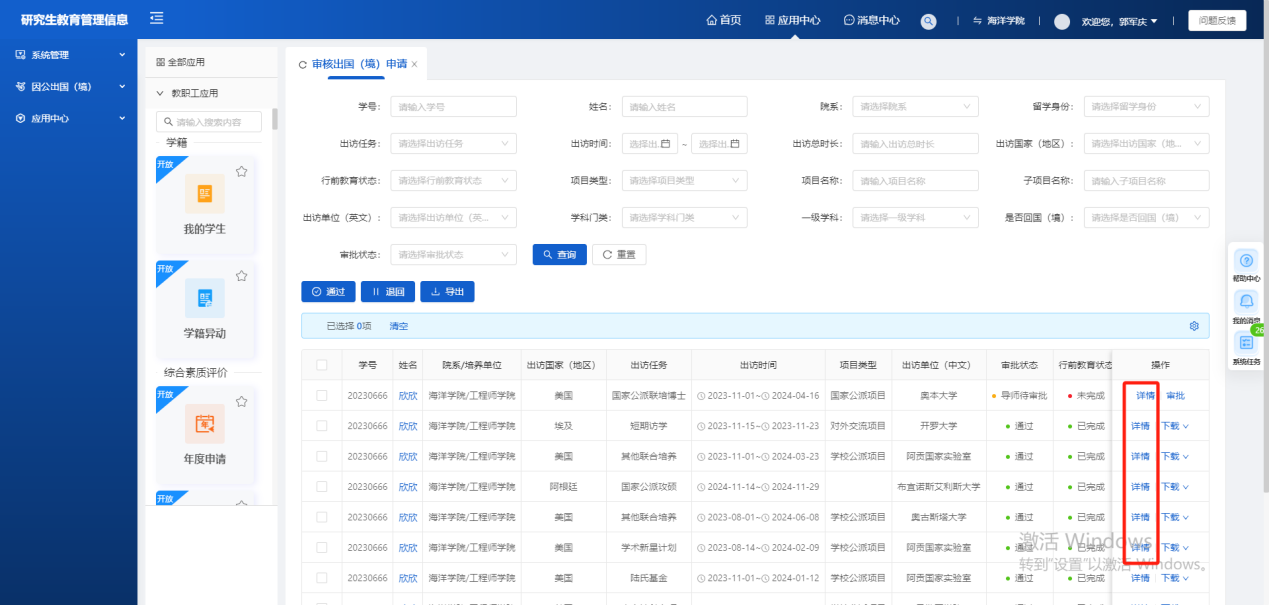 研究生教育管理信息
首页 应用中心 消息中心 海洋学院 欢迎您, 郭军庆 问题反馈
系统管理
因公出国（境）
应用中心
全部应用
教职工应用
请输入搜索内容
学籍
开放
我的学生
开放
学籍异动
综合素质评价
开放
年度申请
开放
审核出国（境）申请 ×
学号: 请输入学号 姓名: 请输入姓名 院系: 请选择院系 留学身份: 请选择留学身份
出访任务: 请选择出访任务 出访时间: 选择出. ~ 选择出. 出访总时长: 请输入出访总时长 出访国家（地区）: 请选择出访国家（地...
行前教育状态: 请选择行前教育状态 项目类型: 请选择项目类型 项目名称: 请输入项目名称 子项目名称: 请输入子项目名称
出访单位（英文）: 请选择出访单位（英... 学科门类: 请选择学科门类 一级学科: 请选择一级学科 是否回国（境）: 请选择是否回国（境）
审批状态: 请选择审批状态 查询 重置
通过 退回 导出
已选择 0项 清空
学号 姓名 院系/培养单位 出访国家（地区） 出访任务 出访时间 项目类型 出访单位（中文） 审批状态 行前教育状态 操作
20230666 欣欣 海洋学院/工程师学院 美国 国家公派联培博士 2023-11-01~ 2024-04-16 国家公派项目 奥本大学 导师待审批 未完成 详情 审批
20230666 欣欣 海洋学院/工程师学院 埃及 短期访学 2023-11-15~ 2023-11-23 对外交流项目 开罗大学 通过 已完成 详情 下载
20230666 欣欣 海洋学院/工程师学院 美国 其他联合培养 2023-11-01~ 2024-03-23 学校公派项目 阿贡国家实验室 通过 已完成 详情 下载
20230666 欣欣 海洋学院/工程师学院 阿根廷 国家公派攻硕 2024-11-14~ 2024-11-29 布宜诺斯艾利斯大学 通过 已完成 详情 下载
20230666 欣欣 海洋学院/工程师学院 美国 其他联合培养 2023-08-01~ 2024-06-08 学校公派项目 奥古斯塔大学 通过 已完成 详情 下载
20230666 欣欣 海洋学院/工程师学院 美国 学术新星计划 2023-08-14~ 2024-02-09 学校公派项目 阿贡国家实验室 通过 已完成 详情 下载
20230666 欣欣 海洋学院/工程师学院 美国 陆氏基金 2023-11-01~ 2024-01-12 学校公派项目 阿贡国家实验室 通过 已完成 详情 下载
激活 Windows
转到"设置"以激活 Windows。
帮助中心
我的消息
26
系统任务